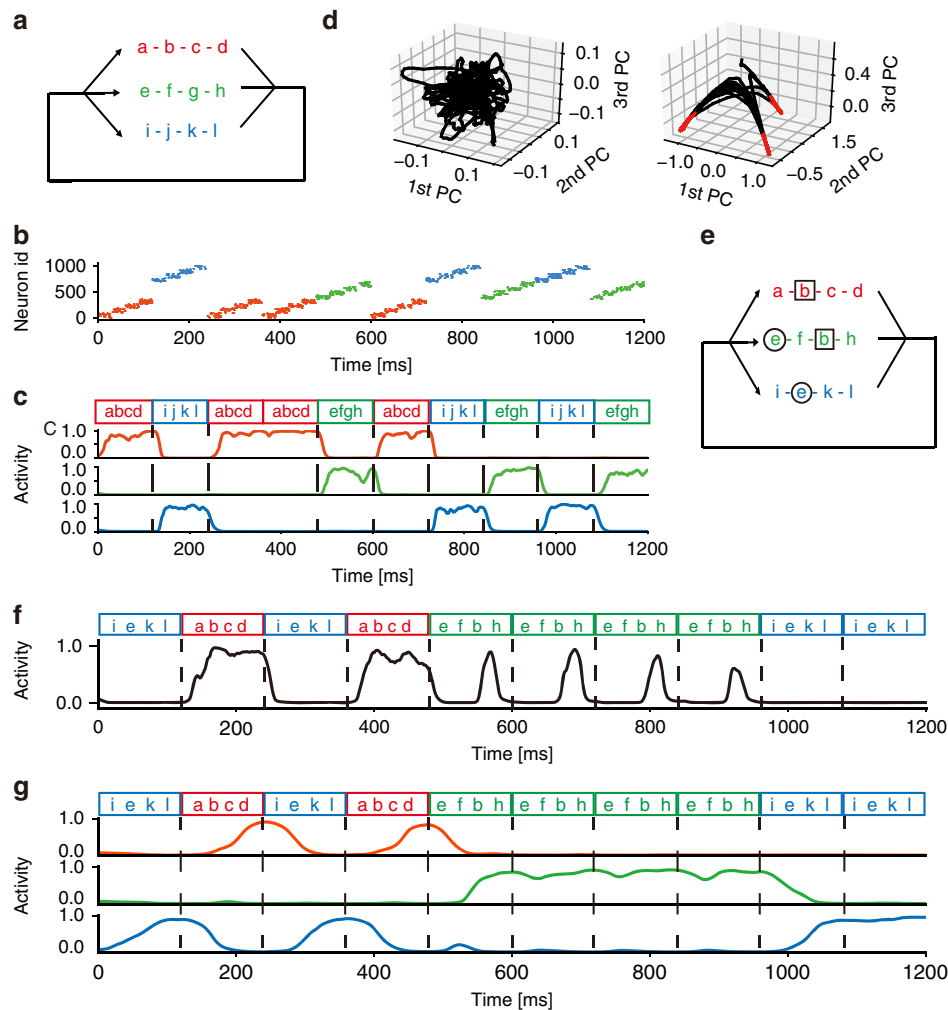 a
a - b - c - d
e - f - g - h
i - j - k - l
b
Neuron id
1000
500
0
0 200 400 600 800 1000 1200
Time [ms]
c
abcd i j k l abcd abcd efgh abcd i j k l efgh i j k l efgh
C
Activity
1.0
0.0
1.0
0.0
1.0
0.0
0 200 400 600 800 1000 1200
Time [ms]
d
0.1
0.0
−0.1
3rd PC
−0.1 0.1
1st PC
−0.1 0.1
2nd PC
0.4
0.0
3rd PC
−1.0 0.0 1.0
1st PC
−0.5 1.5
2nd PC
e
a - b - c - d
e - f - b - h
i - e - k - l
f
i e k l a b c d i e k l a b c d e f b h e f b h e f b h e f b h i e k l i e k l
Activity
1.0
0.0
200 400 600 800 1000 1200
Time [ms]
g
i e k l a b c d i e k l a b c d e f b h e f b h e f b h e f b h i e k l i e k l
Activity
1.0
0.0
1.0
0.0
1.0
0.0
0 200 400 600 800 1000 1200
Time [ms]